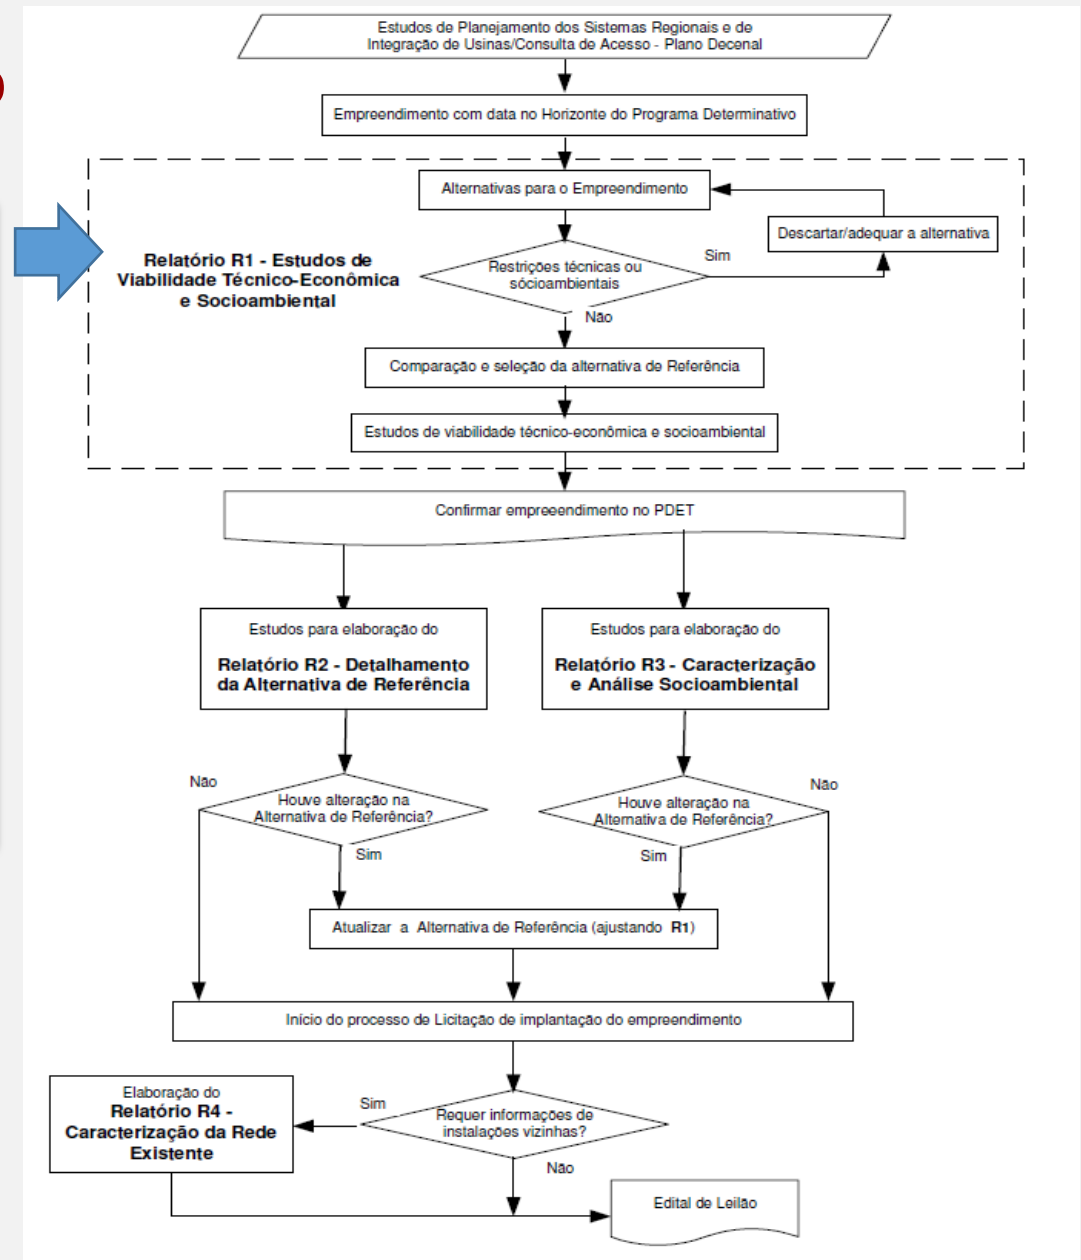 Estudos de Planejamento dos Sistemas Regionais e de
Integração de Usinas/Consulta de Acesso - Plano Decenal
Empreendimento com data no Horizonte do Programa Determinativo
Alternativas para o Empreendimento
Descartar/adequar a alternativa
Relatório R1 - Estudos de
Viabilidade Técnico-Econômica
e Socioambiental
Restrições técnicas ou
sócioambientais
Sim
Não
Comparação e seleção da alternativa de Referência
Estudos de viabilidade técnico-econômica e socioambiental
Confirmar empreeendimento no PDET
Estudos para elaboração do
Relatório R2 - Detalhamento
da Alternativa de Referência
Estudos para elaboração do
Relatório R3 - Caracterização
e Análise Socioambiental
Não
Houve alteração na
Alternativa de Referência?
Sim
Houve alteração na
Alternativa de Referência?
Não
Sim
Atualizar a Alternativa de Referência (ajustando R1)
Início do processo de Licitação de implantação do empreendimento
Elaboração do
Relatório R4 -
Caracterização da Rede
Existente
Sim
Requer informações de
instalações vizinhas?
Não
Edital de Leilão